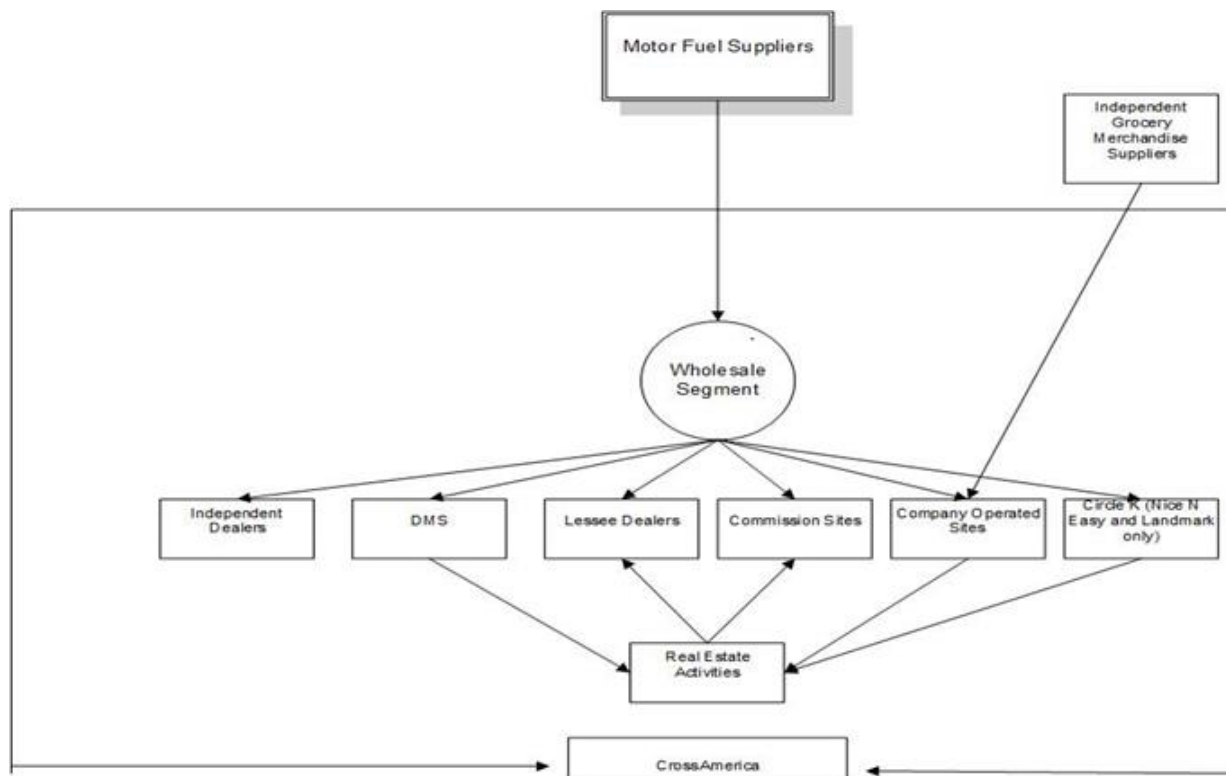 Motor Fuel Suppliers
Independent
Grocery
Merchandise
Suppliers
Wholesale
Segment
Independent
Dealers
DMS
Lessee Dealers
Commission Sites
Company Operated
Sites
Circle K (Nice N
Easy and Landmark
only)
Real Estate
Activities
CrossAmerica